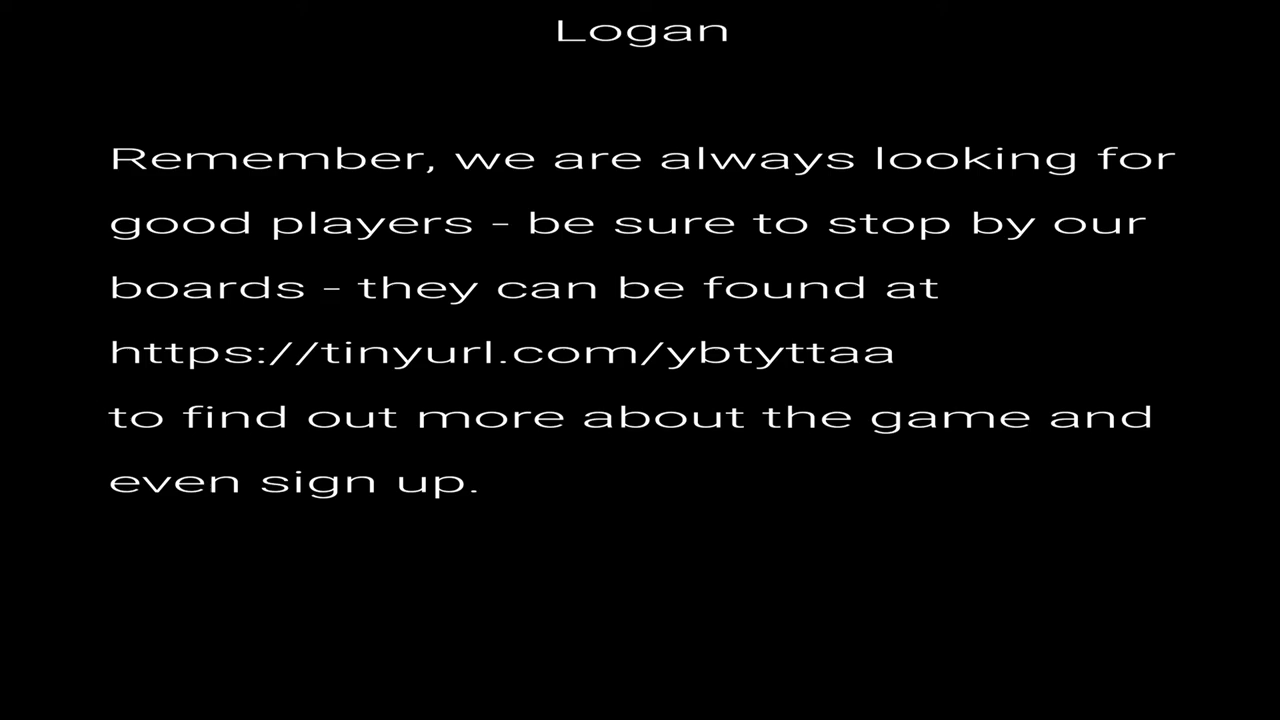 Logan
Remember, we are always looking for
good players - be sure to stop by our
boards - they can be found at
https://tinyurl.com/ybtyttaa
to find out more about the game and
even sign up.